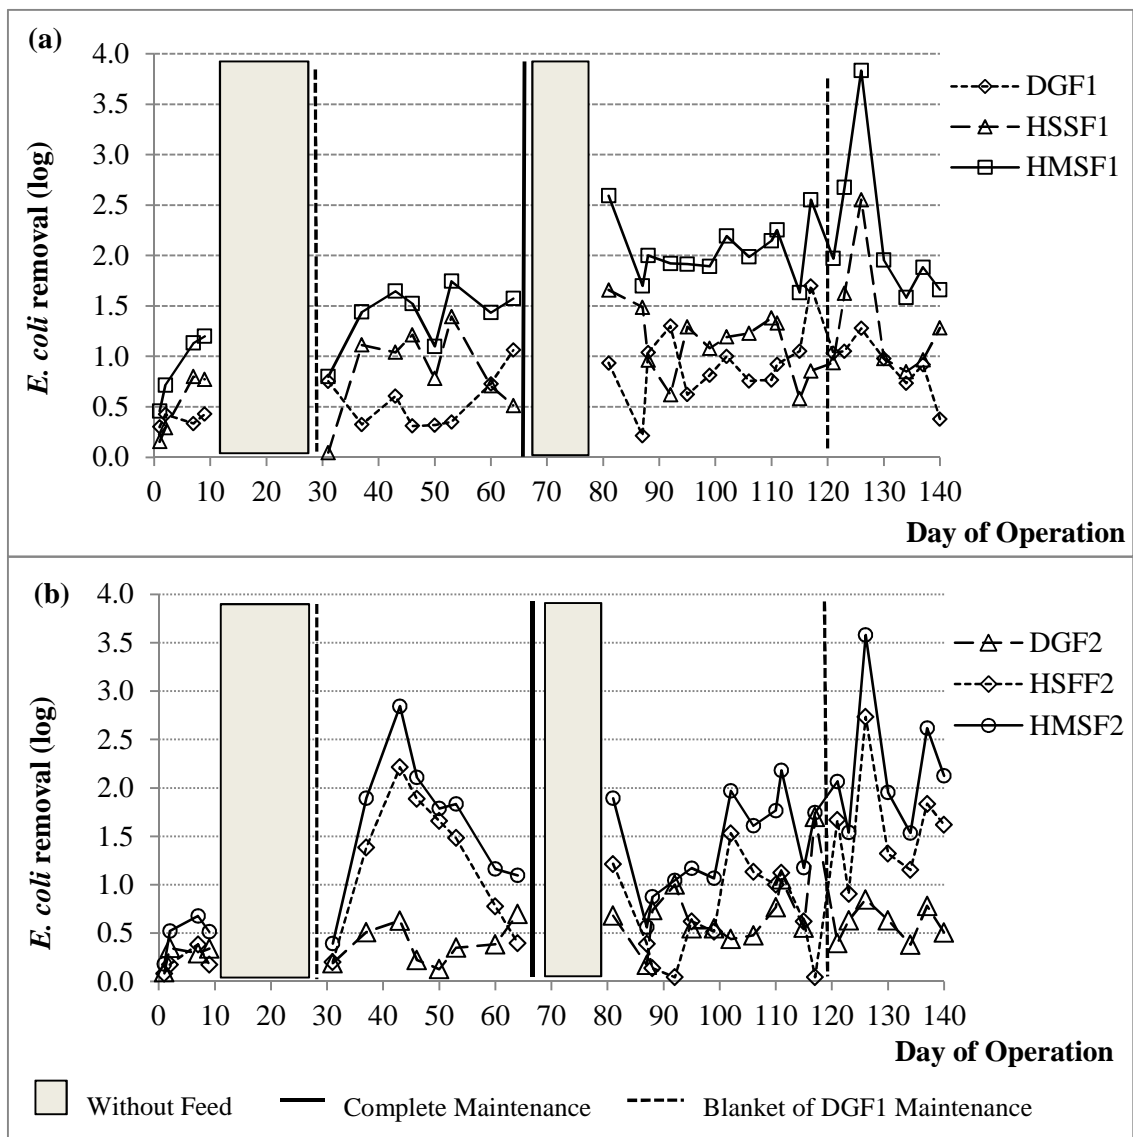 (a)
4.0
3.5
3.0
2.5
2.0
1.5
1.0
0.5
0.0
E. coli removal (log)
0 10 20 30 40 50 60 70 80 90 100 110 120 130 140
Day of Operation
DGF1
HSSF1
HMSF1
(b)
4.0
3.5
3.0
2.5
2.0
1.5
1.0
0.5
0.0
E. coli removal (log)
0 10 20 30 40 50 60 70 80 90 100 110 120 130 140
Day of Operation
DGF2
HSFF2
HMSF2
Without Feed Complete Maintenance Blanket of DGF1 Maintenance